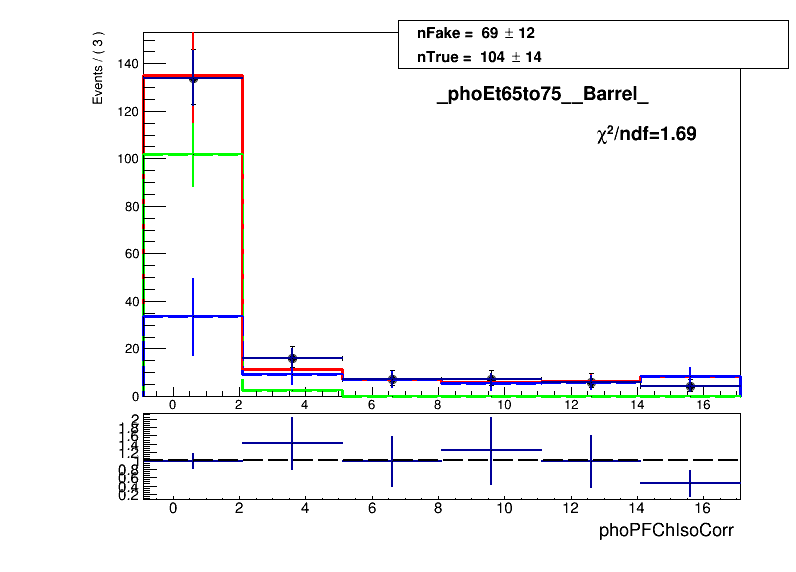 nFake = 69 ± 12
nTrue = 104 ± 14
Events / ( 3 )
_phoEt65to75__Barrel_
χ²/ndf=1.69
140
120
100
80
60
40
20
0
0 2 4 6 8 10 12 14 16
2
1.8
1.6
1.4
1.2
1
0.8
0.6
0.4
0.2
0 2 4 6 8 10 12 14 16
phoPFChIsoCorr